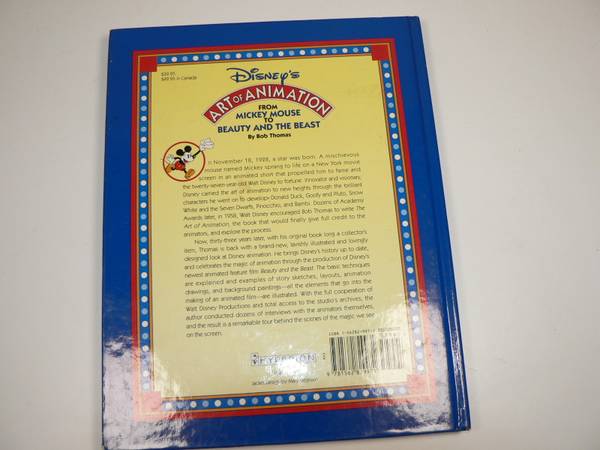 $39.95
$49.95 in Canada
DISNEY'S
ART OF ANIMATION
FROM
MICKEY MOUSE
TO
BEAUTY AND THE BEAST
By Bob Thomas
In November 18, 1928, a star was born. A mischievous
mouse named Mickey sprang to life on a New York movie
screen in an animated short that propelled him to fame and
the twenty-seven-year-old Walt Disney to fortune. Innovator and visionary,
Disney carried the art of animation to new heights through the brilliant
characters he went on to develop—Donald Duck, Goofy and Pluto, Snow
White and the Seven Dwarfs, Pinocchio, and Bambi. Dozens of Academy
Awards later, in 1958, Walt Disney encouraged Bob Thomas to write The
Art of Animation, the book that would finally give full credit to the
animators, and explore the process.
Now, thirty-three years later, with his original book long a collector's
item, Thomas is back with a brand-new, lavishly illustrated and lovingly
designed look at Disney animation. He brings Disney's history up to date,
and celebrates the magic of animation through the production of Disney's
newest animated feature film Beauty and the Beast. The basic techniques
are explained and examples of story sketches, layouts, animation
drawings, and background paintings—all the elements that go into the
making of an animated film—are illustrated. With the full cooperation of
Walt Disney Productions and total access to the studio's archives, the
author conducted dozens of interviews with the animators themselves,
and the result is a remarkable tour behind the scenes of the magic we see
on the screen.
HYPERION
Jacket design by
ISBN 1-56282-997-1
9 781562